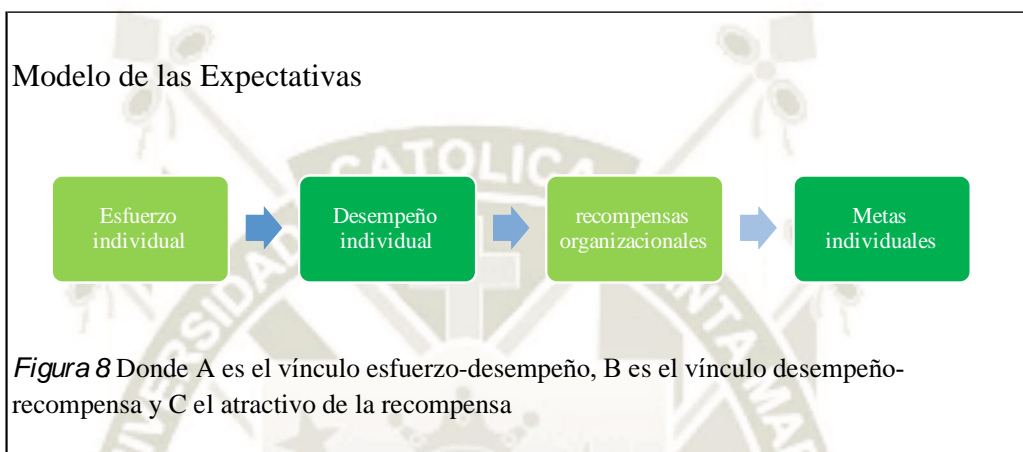 Modelo de las Expectativas
CATOLICA
Esfuerzo
individual
Desempeño
individual
recompensas
organizacionales
Metas
individuales
Figura 8 Donde A es el vínculo esfuerzo-desempeño, B es el vínculo desempeño-
recompensa y C el atractivo de la recompensa